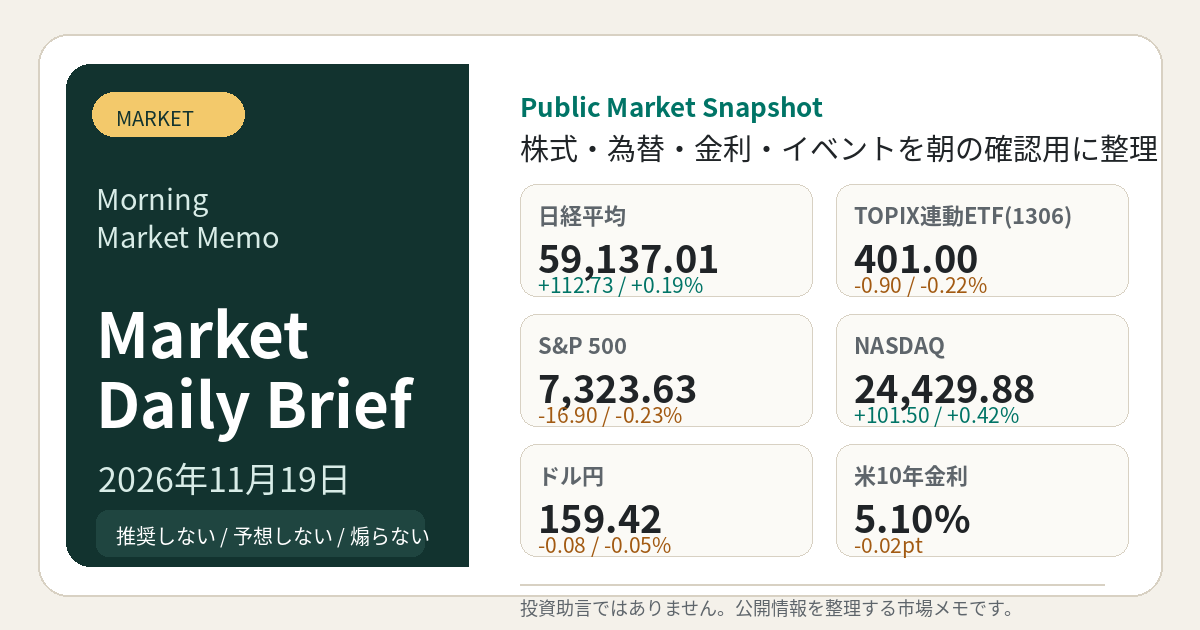 MARKET
Morning
Market Memo
Market
Daily Brief
2026年11月19日
推奨しない / 予想しない / 煽らない
Public Market Snapshot
株式・為替・金利・イベントを朝の確認用に整理
日経平均
59,137.01
+112.73 / +0.19%
TOPIX連動ETF(1306)
401.00
-0.90 / -0.22%
S&P 500
7,323.63
-16.90 / -0.23%
NASDAQ
24,429.88
+101.50 / +0.42%
ドル円
159.42
-0.08 / -0.05%
米10年金利
5.10%
-0.02pt
投資助言ではありません。公開情報を整理する市場メモです。